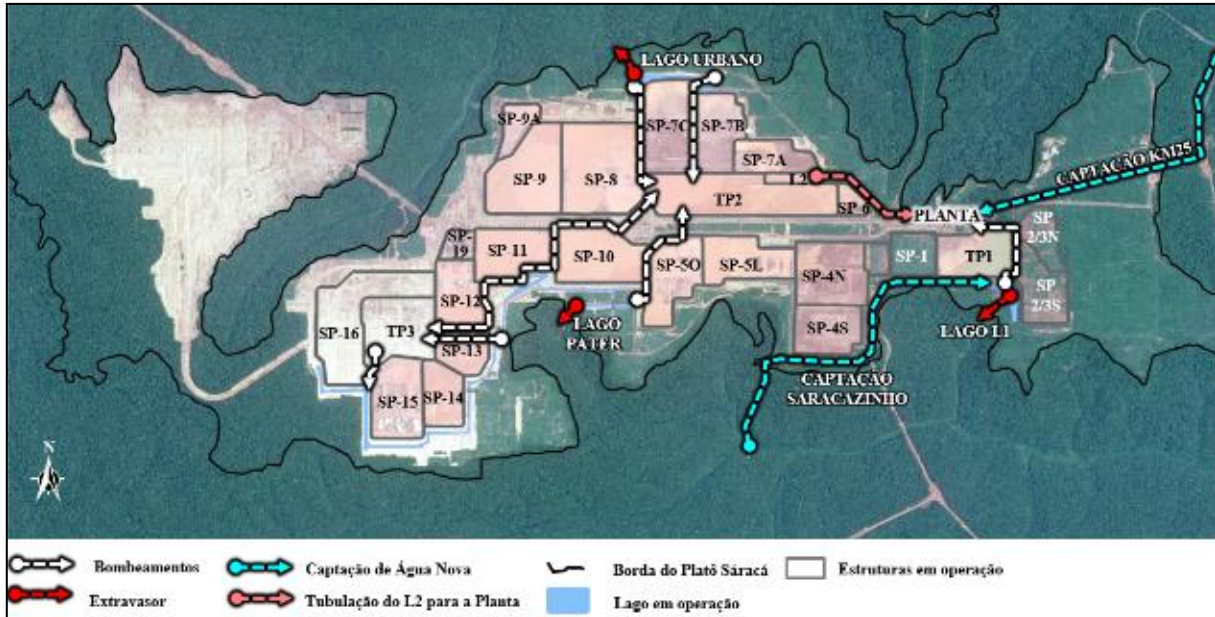 LAGO URBANO
SP-9A
SP-7C
SP-7B
CAPTAÇÃO KM25
SP-7A
SP-9
SP-8
L2
TP2
SP-6
PLANTA
SP
2/3N
SP-19
SP-11
SP-10
SP-5O
SP-5L
SP-4N
SP-1
TP1
SP-12
SP
2/3S
SP-16
TP3
LAGO
PATER
SP-4S
LAGO L1
SP-13
SP-15
SP-14
CAPTAÇÃO
SARACAZINHO
N
Bombeamentos
Captação de Água Nova
Borda do Platô Sáracá
Estruturas em operação
Extravasor
Tubulação do L2 para a Planta
Lago em operação